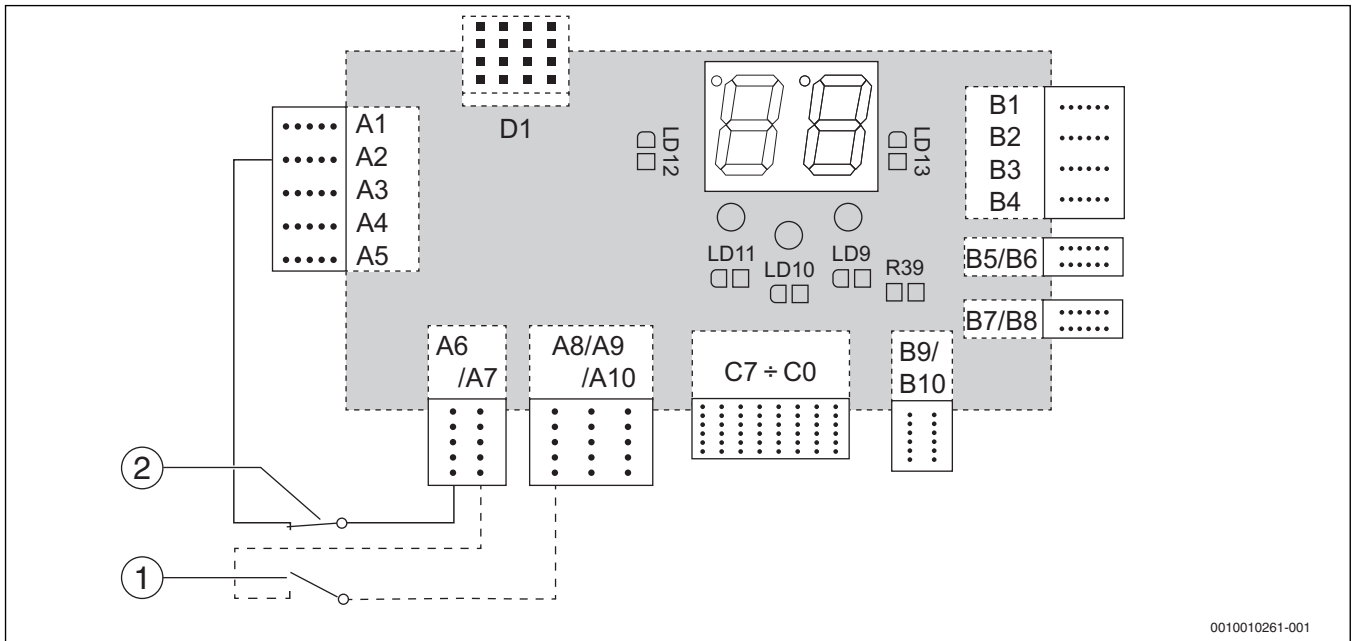 D1
A1
A2
A3
A4
A5
LD12
LD13
B1
B2
B3
B4
LD11
LD10
LD9
R39
B5/B6
B7/B8
A6
/A7
A8/A9
/A10
C7 ÷ C0
B9/
B10
2
1
0010010261-001